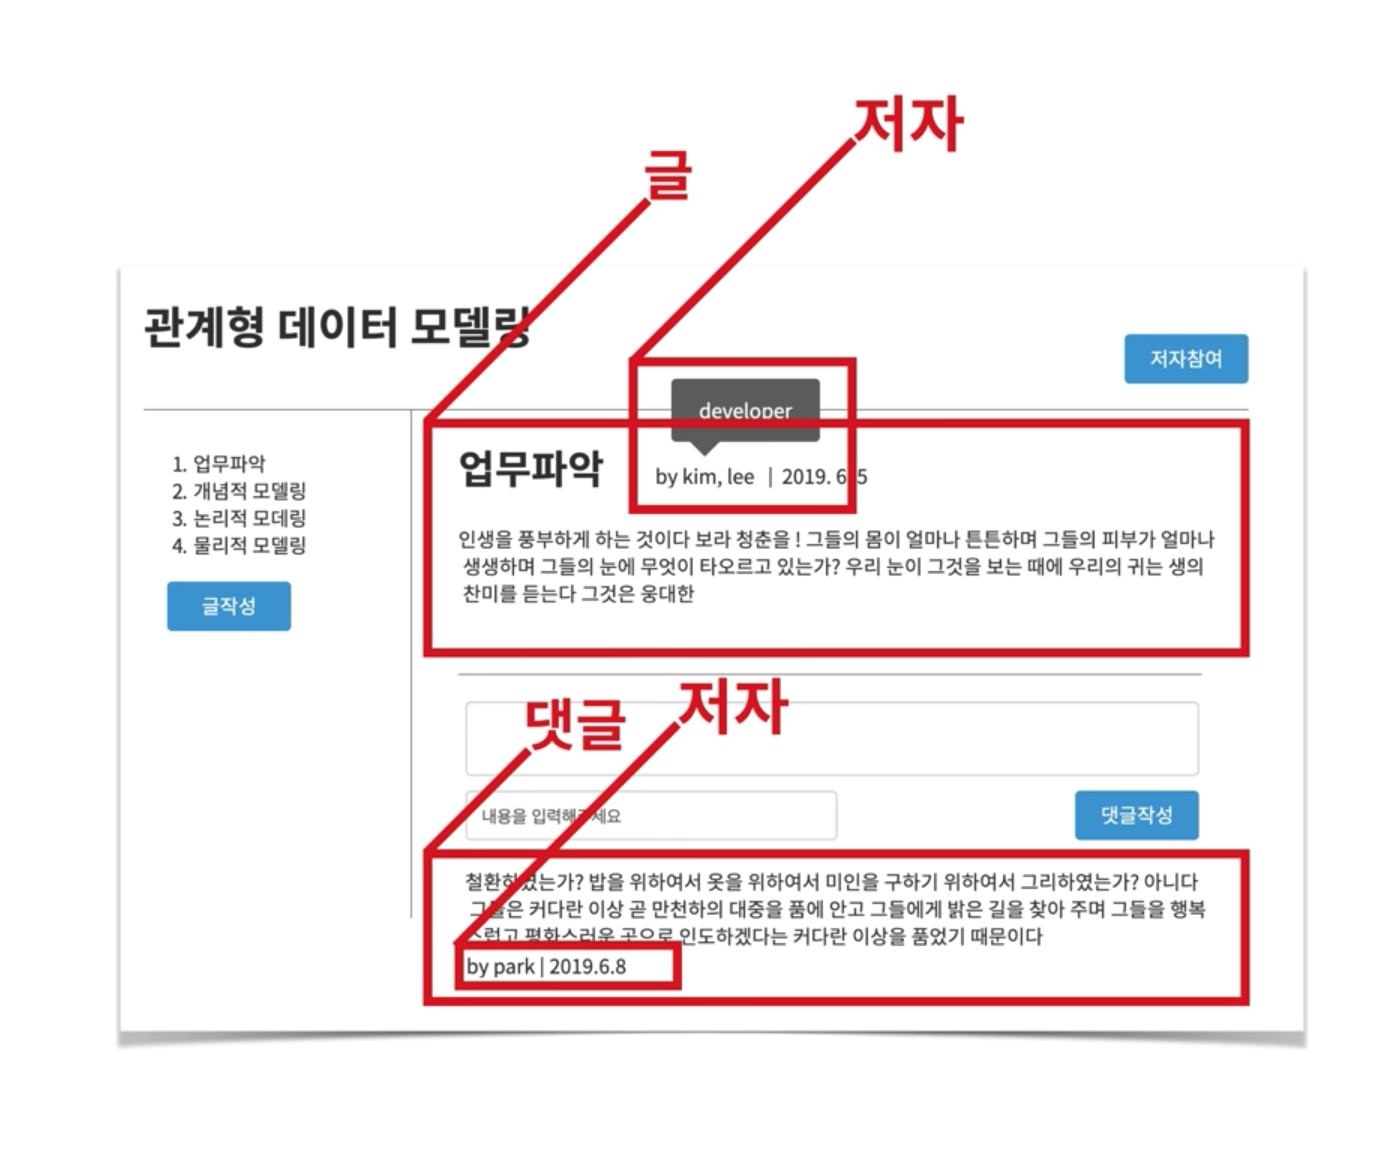 저자
글
관계형 데이터 모델링
저자참여
developer
1. 업무파악
2. 개념적 모델링
3. 논리적 모데링
4. 물리적 모델링
글작성
업무파악
by kim, lee | 2019. 6.5
인생을 풍부하게 하는 것이다 보라 청춘을 ! 그들의 몸이 얼마나 튼튼하며 그들의 피부가 얼마나
생생하며 그들의 눈에 무엇이 타오르고 있는가? 우리 눈이 그것을 보는 때에 우리의 귀는 생의
찬미를 듣는다 그것은 웅대한
댓글
저자
내용을 입력해주세요
댓글작성
철환하였는가? 밥을 위하여서 옷을 위하여서 미인을 구하기 위하여서 그리하였는가? 아니다
그들은 커다란 이상 곧 만천하의 대중을 품에 안고 그들에게 밝은 길을 찾아 주며 그들을 행복
스럽고 평화스러운 곳으로 인도하겠다는 커다란 이상을 품었기 때문이다
by park | 2019.6.8